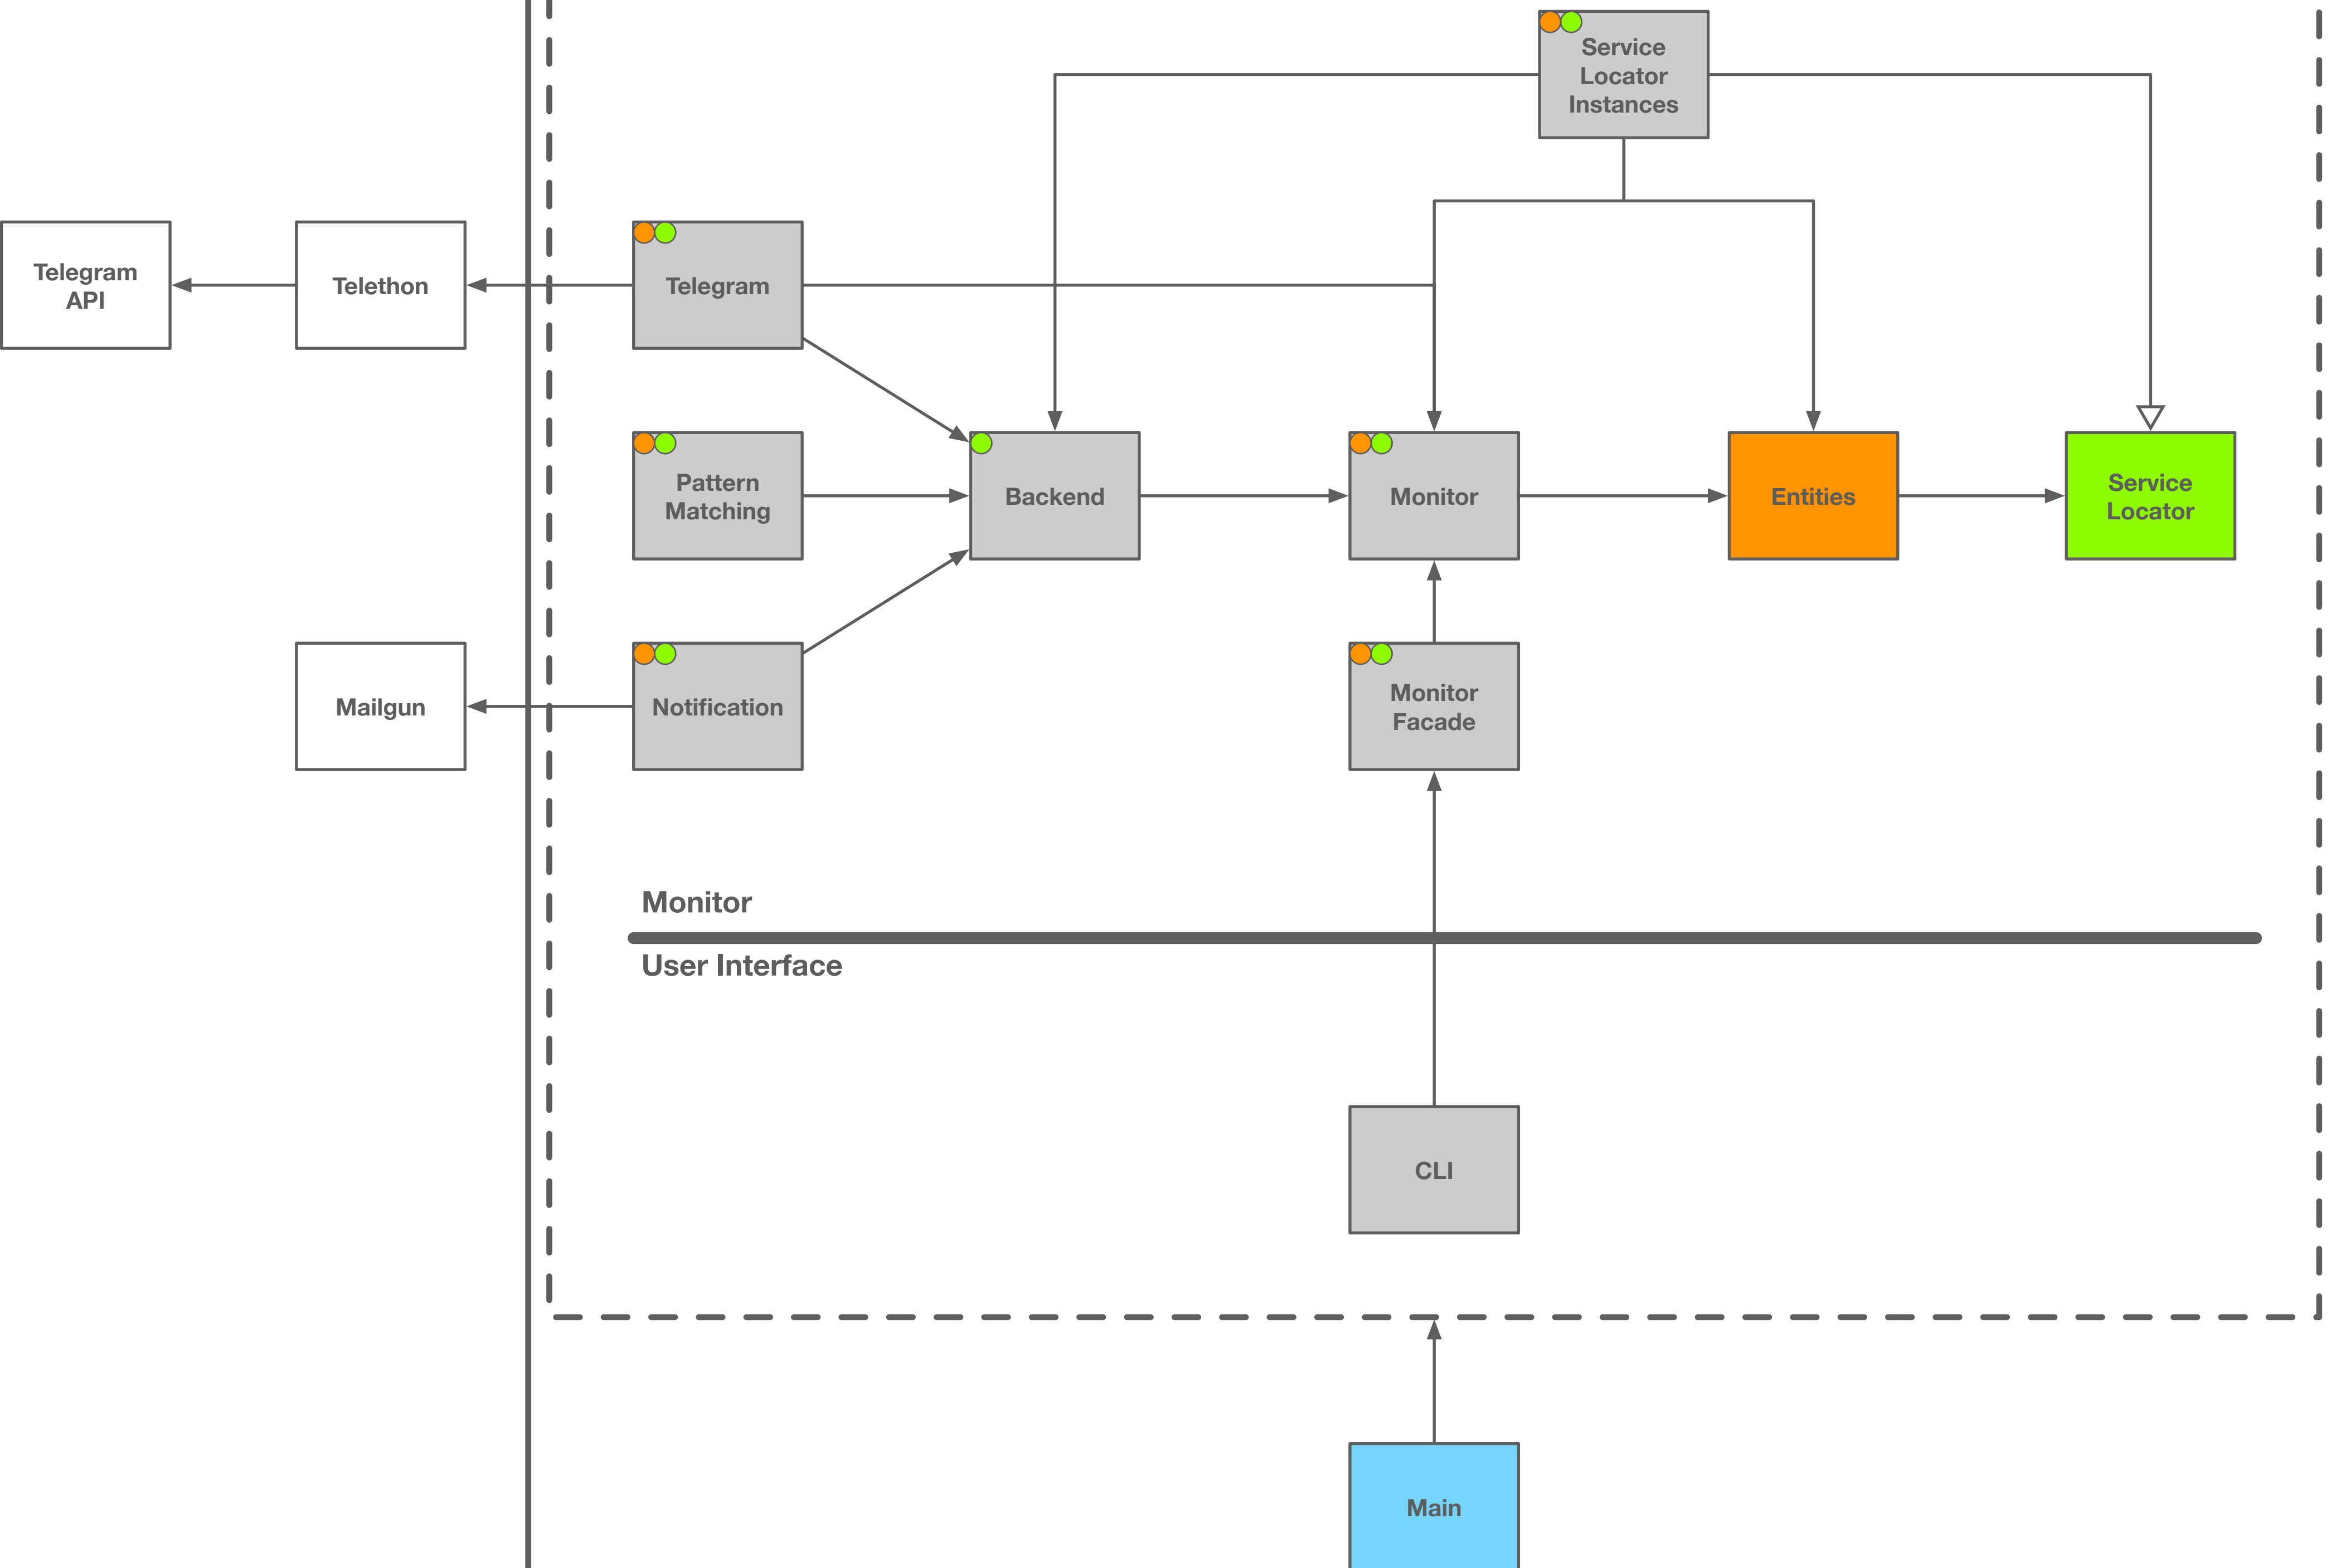 Service
Locator
Instances
Telegram
API
Telethon
Telegram
Pattern
Matching
Backend
Monitor
Entities
Service
Locator
Mailgun
Notification
Monitor
Facade
Monitor
User Interface
CLI
Main